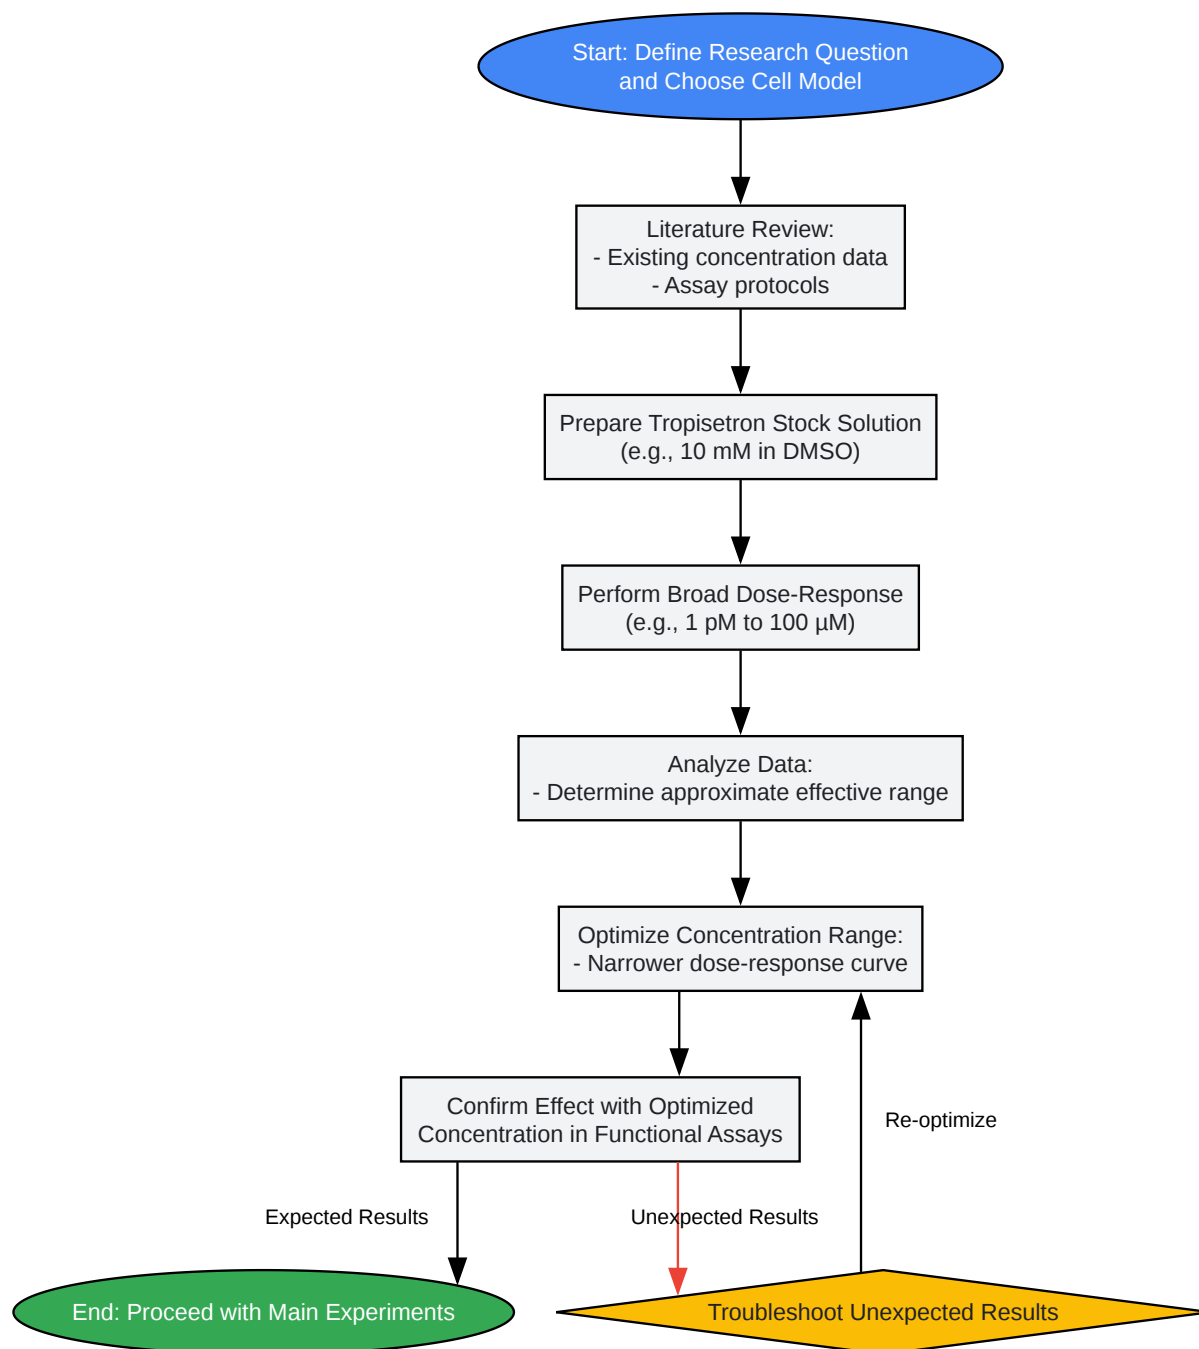 Start: Define Research Question
and Choose Cell Model
Literature Review:
- Existing concentration data
- Assay protocols
Prepare Tropisetron Stock Solution
(e.g., 10 mM in DMSO)
Perform Broad Dose-Response
(e.g., 1 pM to 100 µM)
Analyze Data:
- Determine approximate effective range
Optimize Concentration Range:
- Narrower dose-response curve
Confirm Effect with Optimized
Concentration in Functional Assays
Re-optimize
Expected Results
Unexpected Results
End: Proceed with Main Experiments
Troubleshoot Unexpected Results